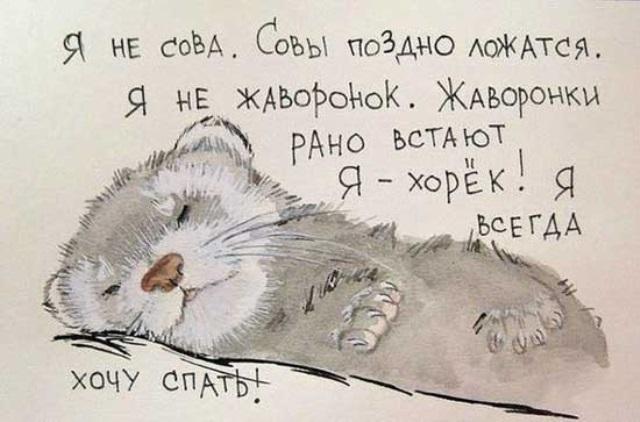 Я НЕ СОВА. СОВЫ ПОЗДНО ЛОЖАТСЯ.
Я НЕ ЖАВОРОНОК. ЖАВОРОНКИ
РАНО ВСТАЮТ
Я - ХОРЁК! Я
ВСЕГДА
ХОЧУ СПАТЬ!